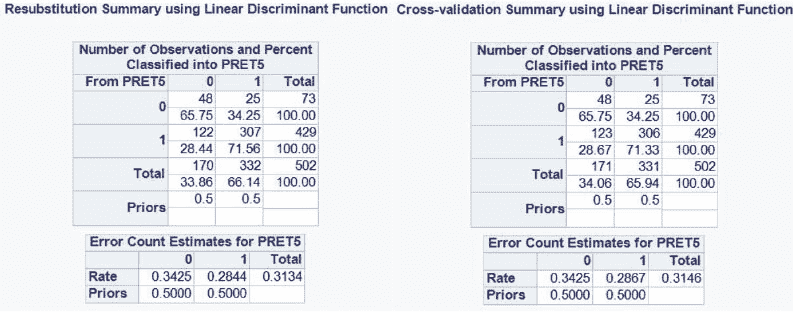 Resubstitution Summary using Linear Discriminant Function
Number of Observations and Percent
Classified into PRET5
From PRET5 0 1 Total
0 48 25 73
65.75 34.25 100.00
1 122 307 429
28.44 71.56 100.00
Total 170 332 502
33.86 66.14 100.00
Priors 0.5 0.5
Error Count Estimates for PRET5
0 1 Total
Rate 0.3425 0.2844 0.3134
Priors 0.5000 0.5000
Cross-validation Summary using Linear Discriminant Function
Number of Observations and Percent
Classified into PRET5
From PRET5 0 1 Total
0 48 25 73
65.75 34.25 100.00
1 123 306 429
28.67 71.33 100.00
Total 171 331 502
34.06 65.94 100.00
Priors 0.5 0.5
Error Count Estimates for PRET5
0 1 Total
Rate 0.3425 0.2867 0.3146
Priors 0.5000 0.5000